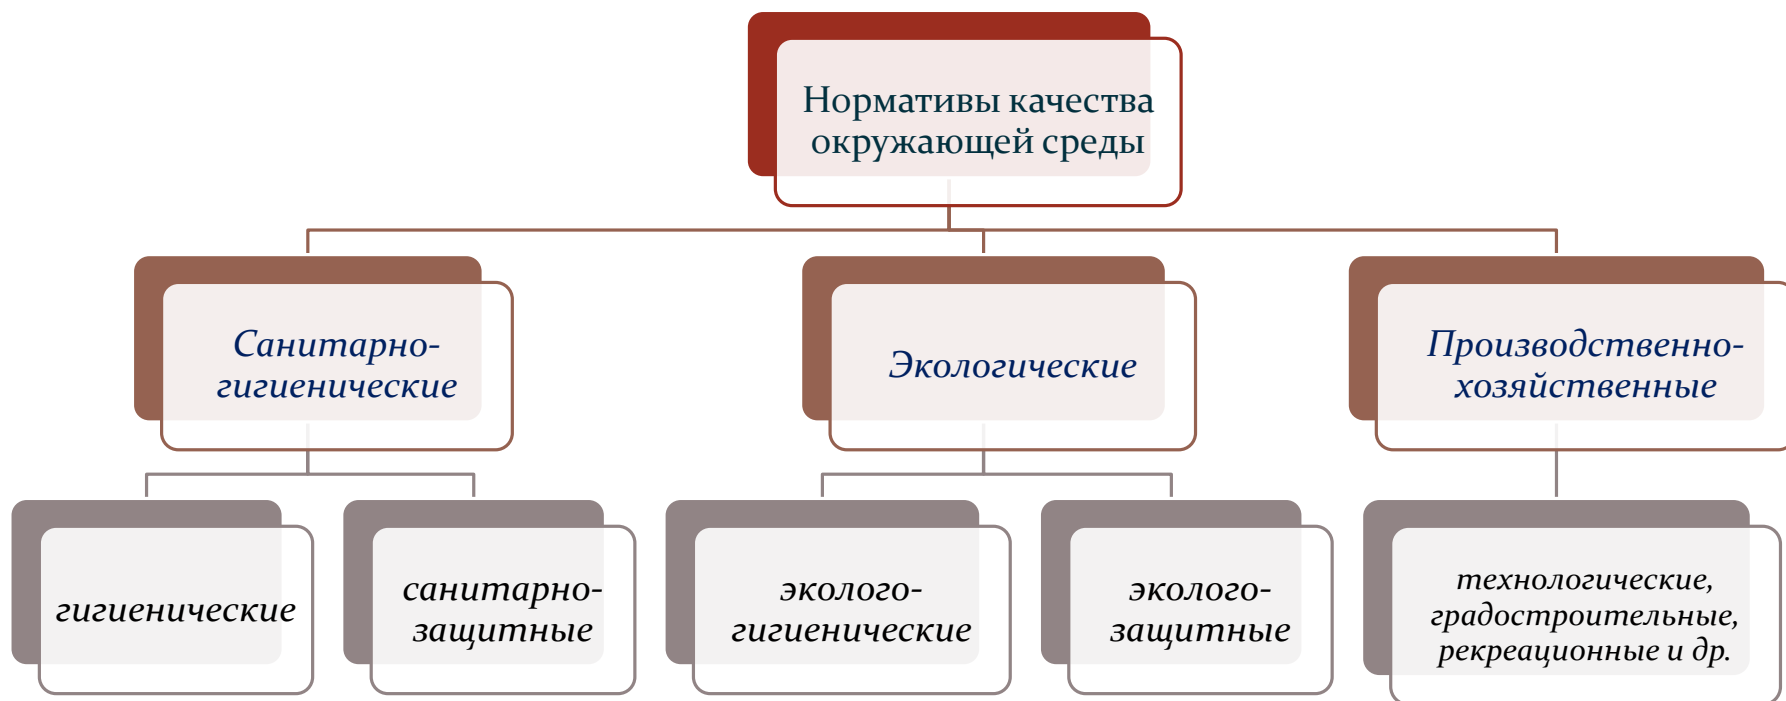 Нормативы качества
окружающей среды
Санитарно-
гигиенические
Экологические
Производственно-
хозяйственные
гигиенические
санитарно-
защитные
эколого-
гигиенические
эколого-
защитные
технологические,
градостроительные,
рекреационные и др.